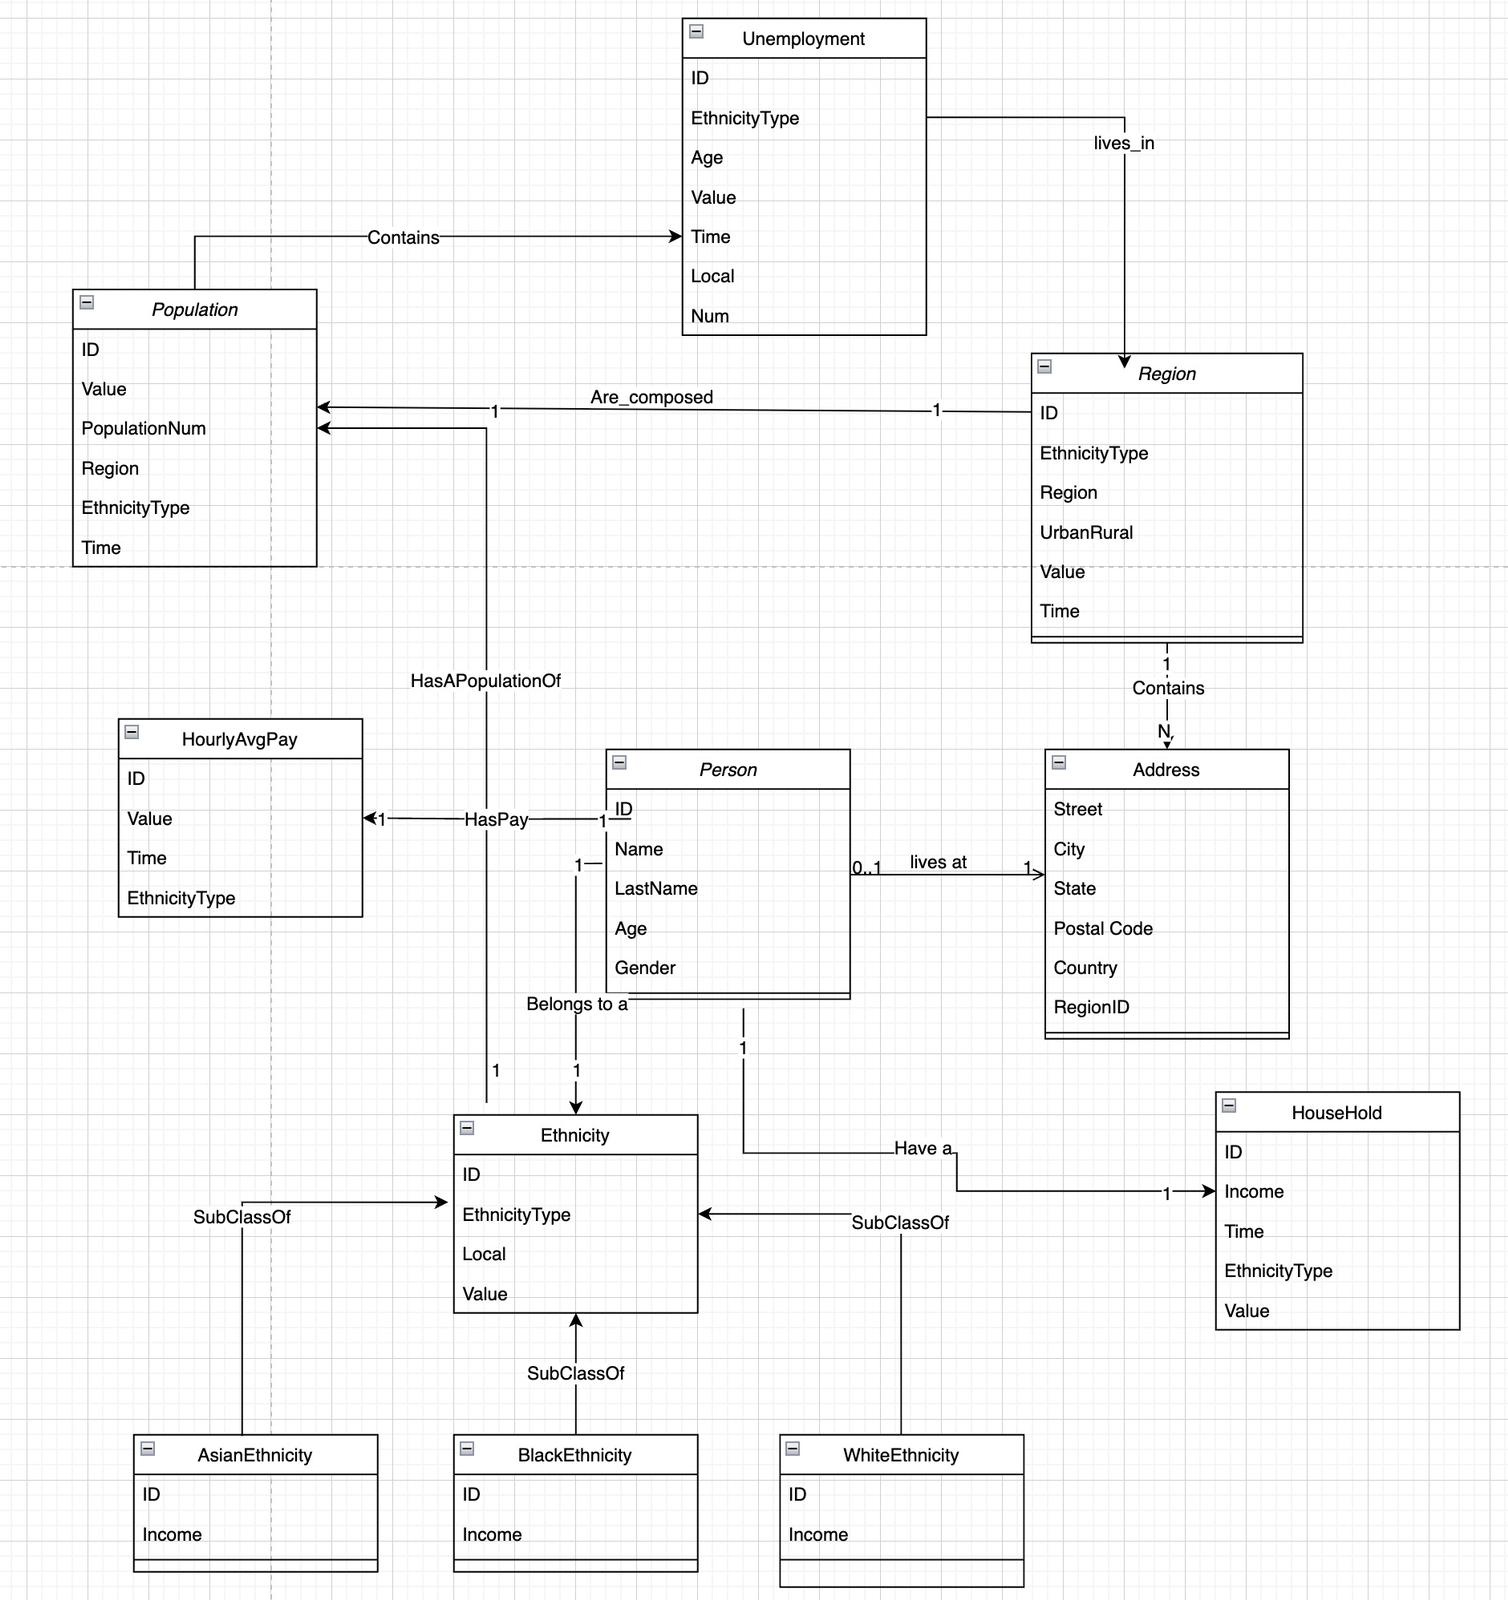 Unemployment
ID
EthnicityType
Age
Value
Time
Local
Num
lives_in
Contains
Population
ID
Value
PopulationNum
Region
EthnicityType
Time
Are_composed
1
1
Region
ID
EthnicityType
Region
UrbanRural
Value
Time
1
Contains
N
HasAPopulationOf
1
HourlyAvgPay
ID
Value
Time
EthnicityType
1
HasPay
1
Person
ID
Name
LastName
Age
Gender
0..1
lives at
1
Address
Street
City
State
Postal Code
Country
RegionID
1
Belongs to a
1
1
Have a
1
HouseHold
ID
Income
Time
EthnicityType
Value
Ethnicity
ID
EthnicityType
Local
Value
SubClassOf
SubClassOf
SubClassOf
AsianEthnicity
ID
Income
BlackEthnicity
ID
Income
WhiteEthnicity
ID
Income